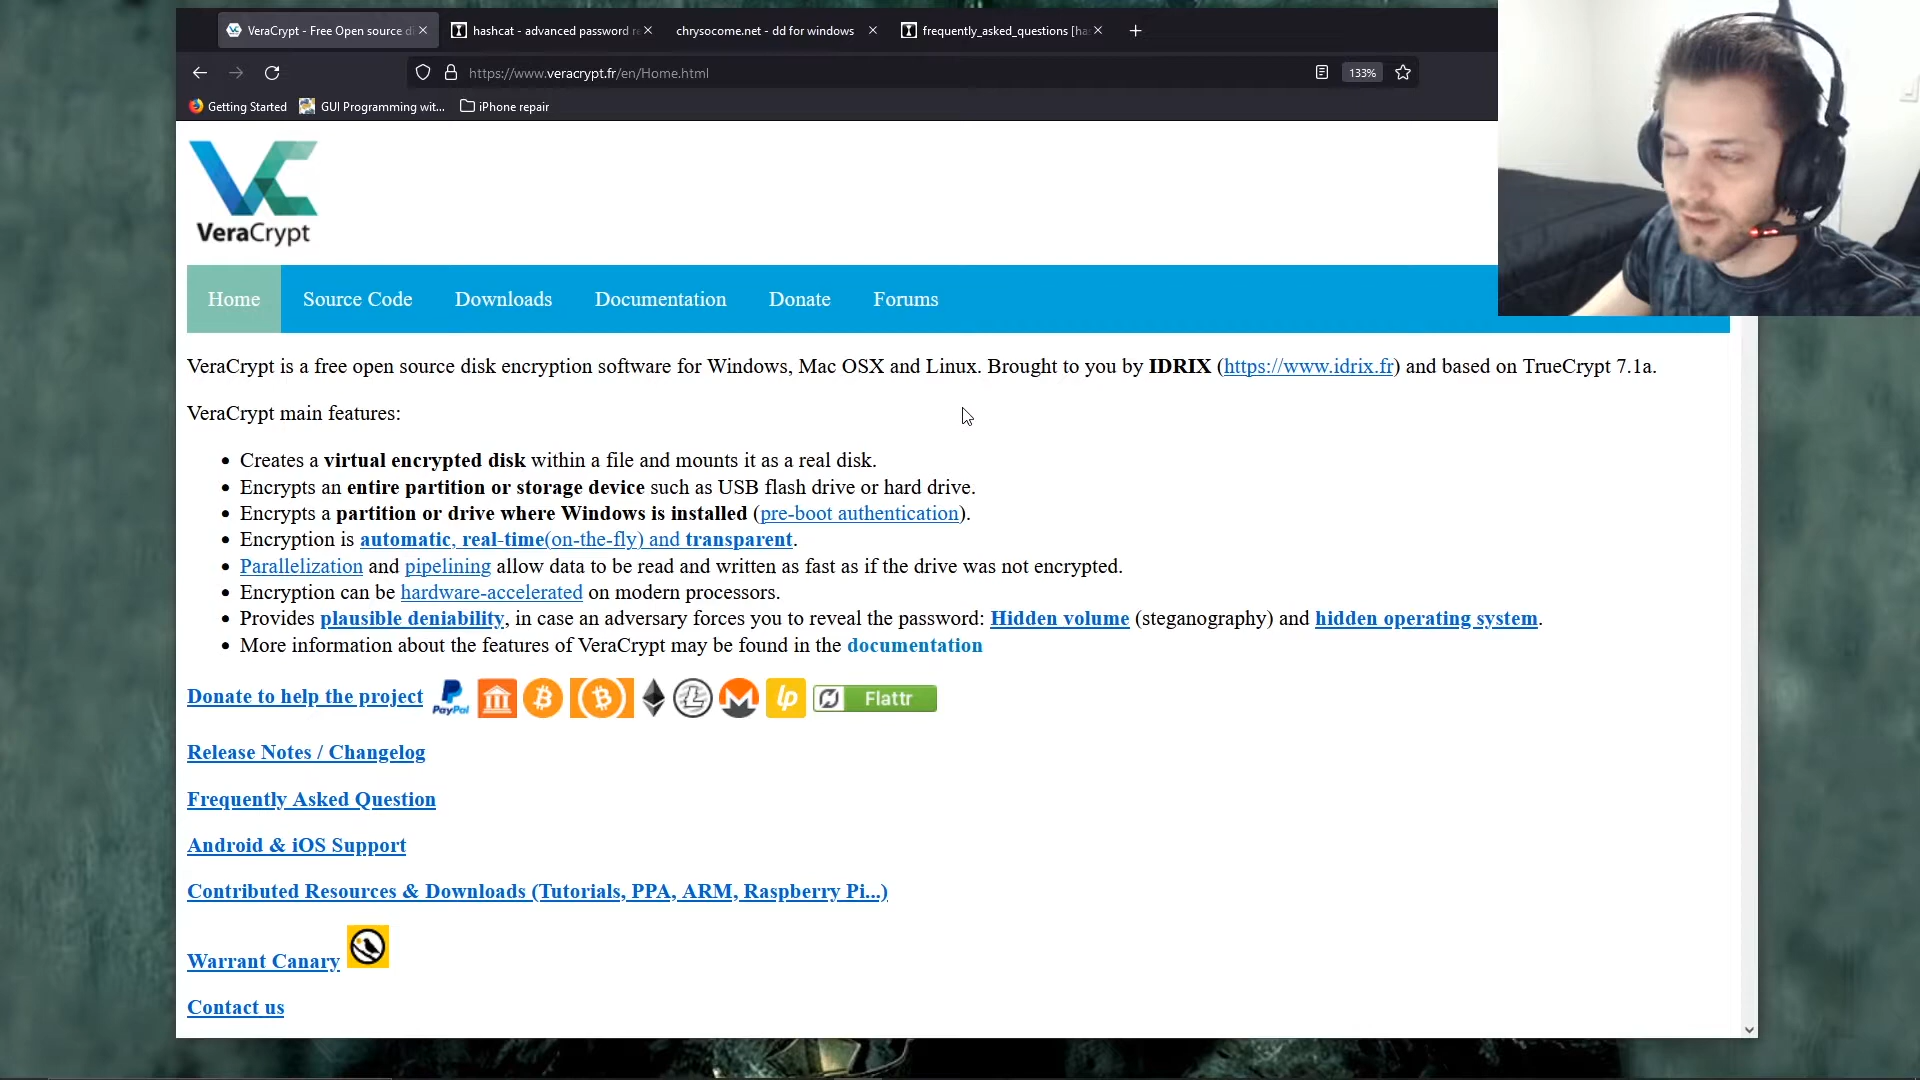 VeraCrypt - Free Open source di
hashcat - advanced password re
chrysocome.net - dd for windows
frequently_asked_questions [ha
https://www.veracrypt.fr/en/Home.html
133%
Getting Started
GUI Programming wit...
iPhone repair
VeraCrypt
Home
Source Code
Downloads
Documentation
Donate
Forums
VeraCrypt is a free open source disk encryption software for Windows, Mac OSX and Linux. Brought to you by IDRIX (https://www.idrix.fr) and based on TrueCrypt 7.1a.
VeraCrypt main features:
Creates a virtual encrypted disk within a file and mounts it as a real disk.
Encrypts an entire partition or storage device such as USB flash drive or hard drive.
Encrypts a partition or drive where Windows is installed (pre-boot authentication).
Encryption is automatic, real-time(on-the-fly) and transparent.
Parallelization and pipelining allow data to be read and written as fast as if the drive was not encrypted.
Encryption can be hardware-accelerated on modern processors.
Provides plausible deniability, in case an adversary forces you to reveal the password: Hidden volume (steganography) and hidden operating system.
More information about the features of VeraCrypt may be found in the documentation
Donate to help the project
PayPal
lp
Flattr
Release Notes / Changelog
Frequently Asked Question
Android & iOS Support
Contributed Resources & Downloads (Tutorials, PPA, ARM, Raspberry Pi...)
Warrant Canary
Contact us